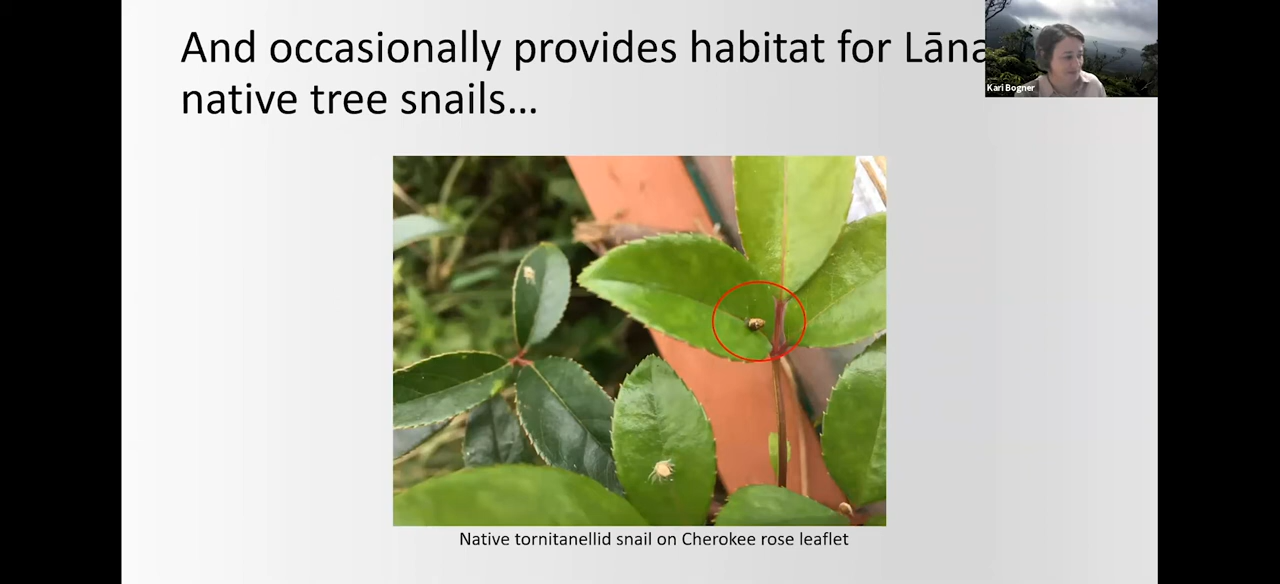 And occasionally provides habitat for Lāna
native tree snails…
Kari Bogner
Native tornitanellid snail on Cherokee rose leaflet